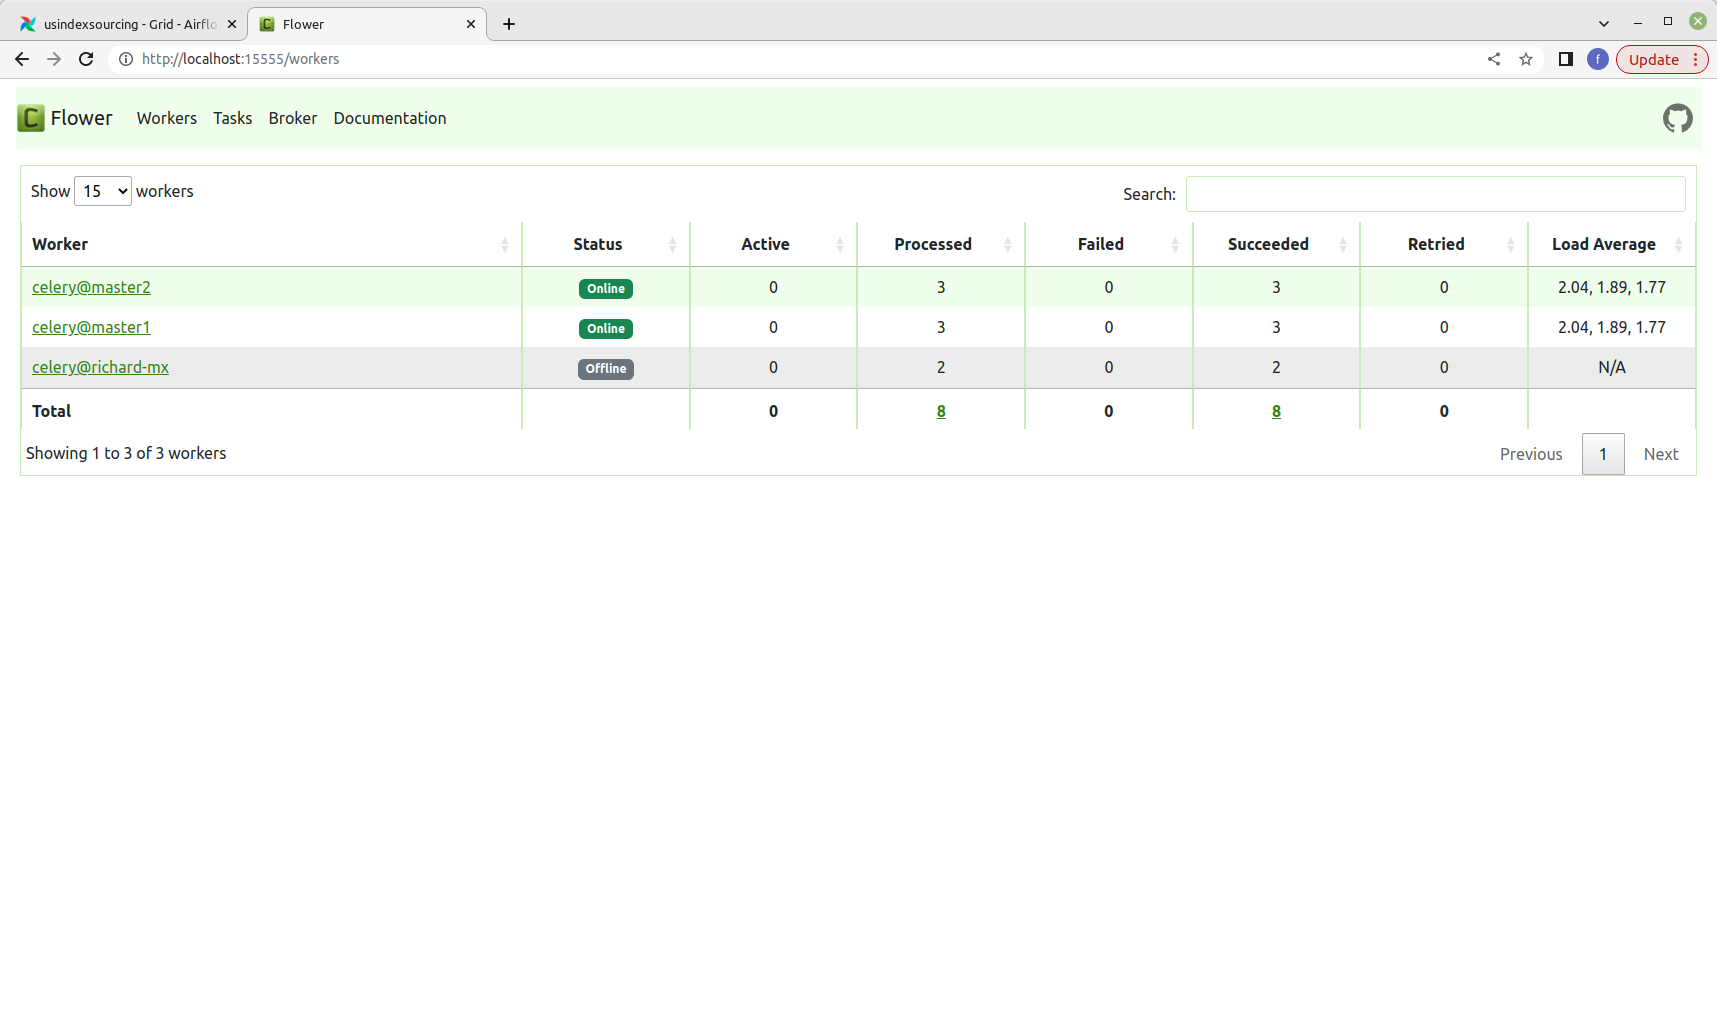 usindexsourcing - Grid - Airflo
Flower
http://localhost:15555/workers
f
Update
C Flower Workers Tasks Broker Documentation
Show 15 workers
Search:
Worker Status Active Processed Failed Succeeded Retried Load Average
celery@master2 Online 0 3 0 3 0 2.04, 1.89, 1.77
celery@master1 Online 0 3 0 3 0 2.04, 1.89, 1.77
celery@richard-mx Offline 0 2 0 2 0 N/A
Total 0 8 0 8 0
Showing 1 to 3 of 3 workers
Previous 1 Next